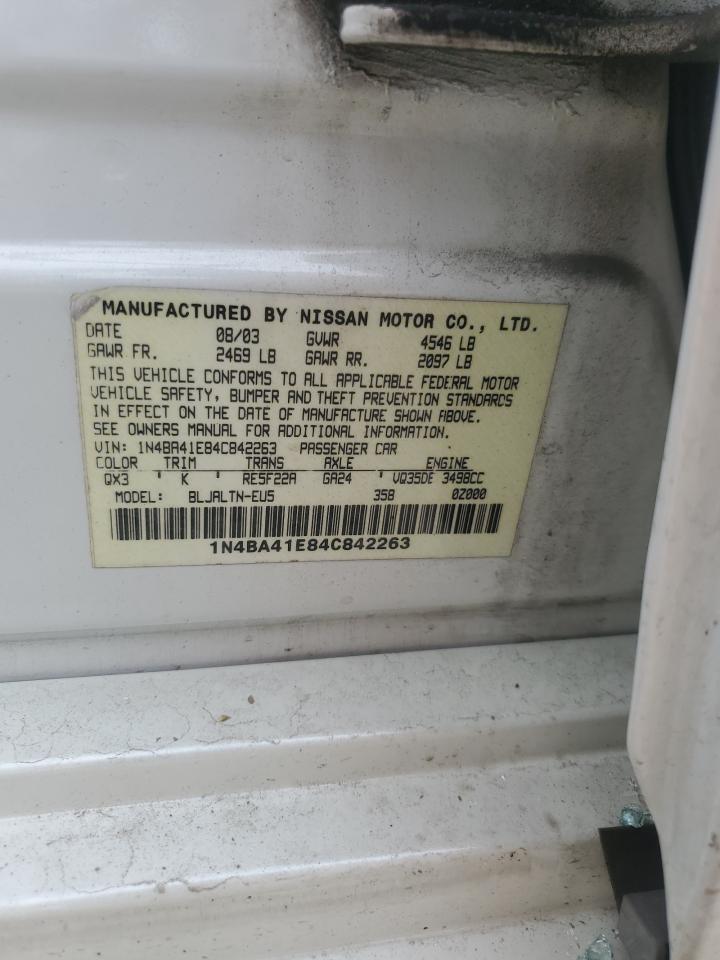 MANUFACTURED BY NISSAN MOTOR CO., LTD.
DATE 08/03 GVWR 4546 LB
GAWR FR. 2469 LB GAWR RR. 2097 LB
THIS VEHICLE CONFORMS TO ALL APPLICABLE FEDERAL MOTOR
VEHICLE SAFETY, BUMPER AND THEFT PREVENTION STANDARDS
IN EFFECT ON THE DATE OF MANUFACTURE SHOWN ABOVE.
SEE OWNERS MANUAL FOR ADDITIONAL INFORMATION.
VIN: 1N4BA41E84C842263 PASSENGER CAR
COLOR TRIM TRANS AXLE ENGINE
QX3 ' K ' RE5F22A GA24 ' VQ35DE 3498CC
MODEL: BLJALTN-EU5 358 0Z000
1N4BA41E84C842263